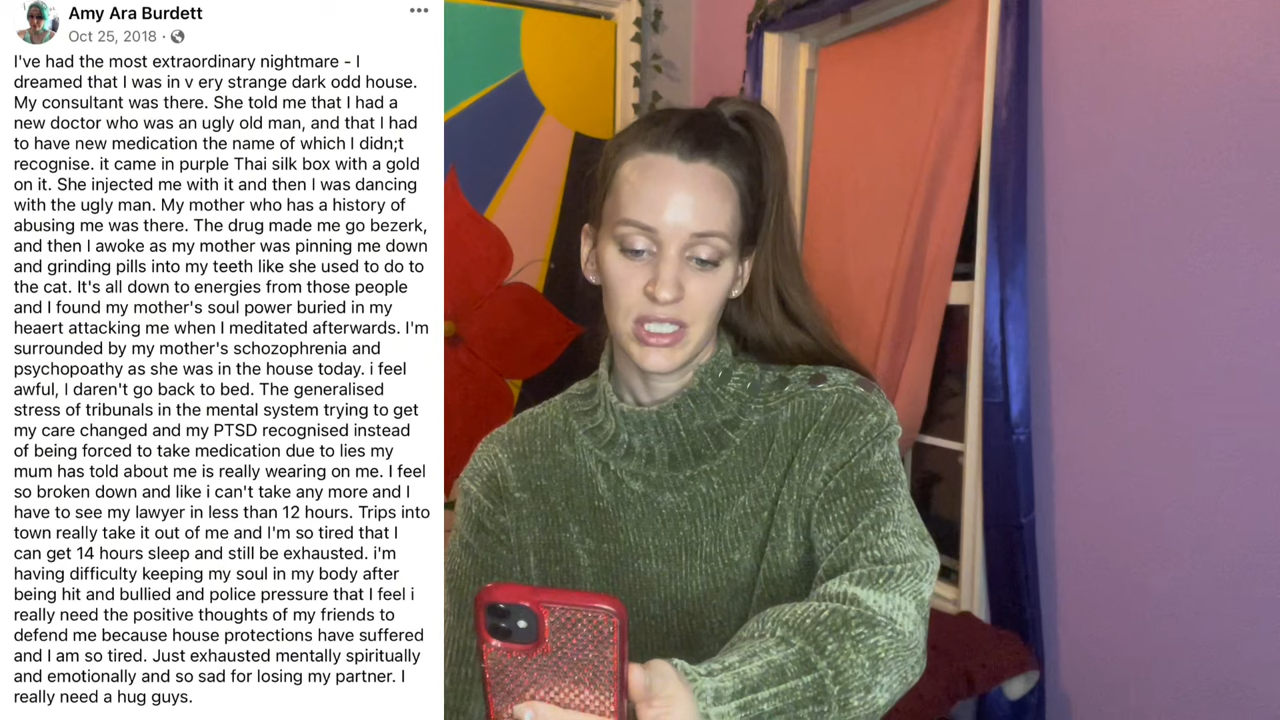 Amy Ara Burdett
Oct 25, 2018 ·
I've had the most extraordinary nightmare - I
dreamed that I was in v ery strange dark odd house.
My consultant was there. She told me that I had a
new doctor who was an ugly old man, and that I had
to have new medication the name of which I didn;t
recognise. it came in purple Thai silk box with a gold
on it. She injected me with it and then I was dancing
with the ugly man. My mother who has a history of
abusing me was there. The drug made me go bezerk,
and then I awoke as my mother was pinning me down
and grinding pills into my teeth like she used to do to
the cat. It's all down to energies from those people
and I found my mother's soul power buried in my
heaert attacking me when I meditated afterwards. I'm
surrounded by my mother's schozophrenia and
psychopoathy as she was in the house today. i feel
awful, I daren't go back to bed. The generalised
stress of tribunals in the mental system trying to get
my care changed and my PTSD recognised instead
of being forced to take medication due to lies my
mum has told about me is really wearing on me. I feel
so broken down and like i can't take any more and I
have to see my lawyer in less than 12 hours. Trips into
town really take it out of me and I'm so tired that I
can get 14 hours sleep and still be exhausted. i'm
having difficulty keeping my soul in my body after
being hit and bullied and police pressure that I feel i
really need the positive thoughts of my friends to
defend me because house protections have suffered
and I am so tired. Just exhausted mentally spiritually
and emotionally and so sad for losing my partner. I
really need a hug guys.